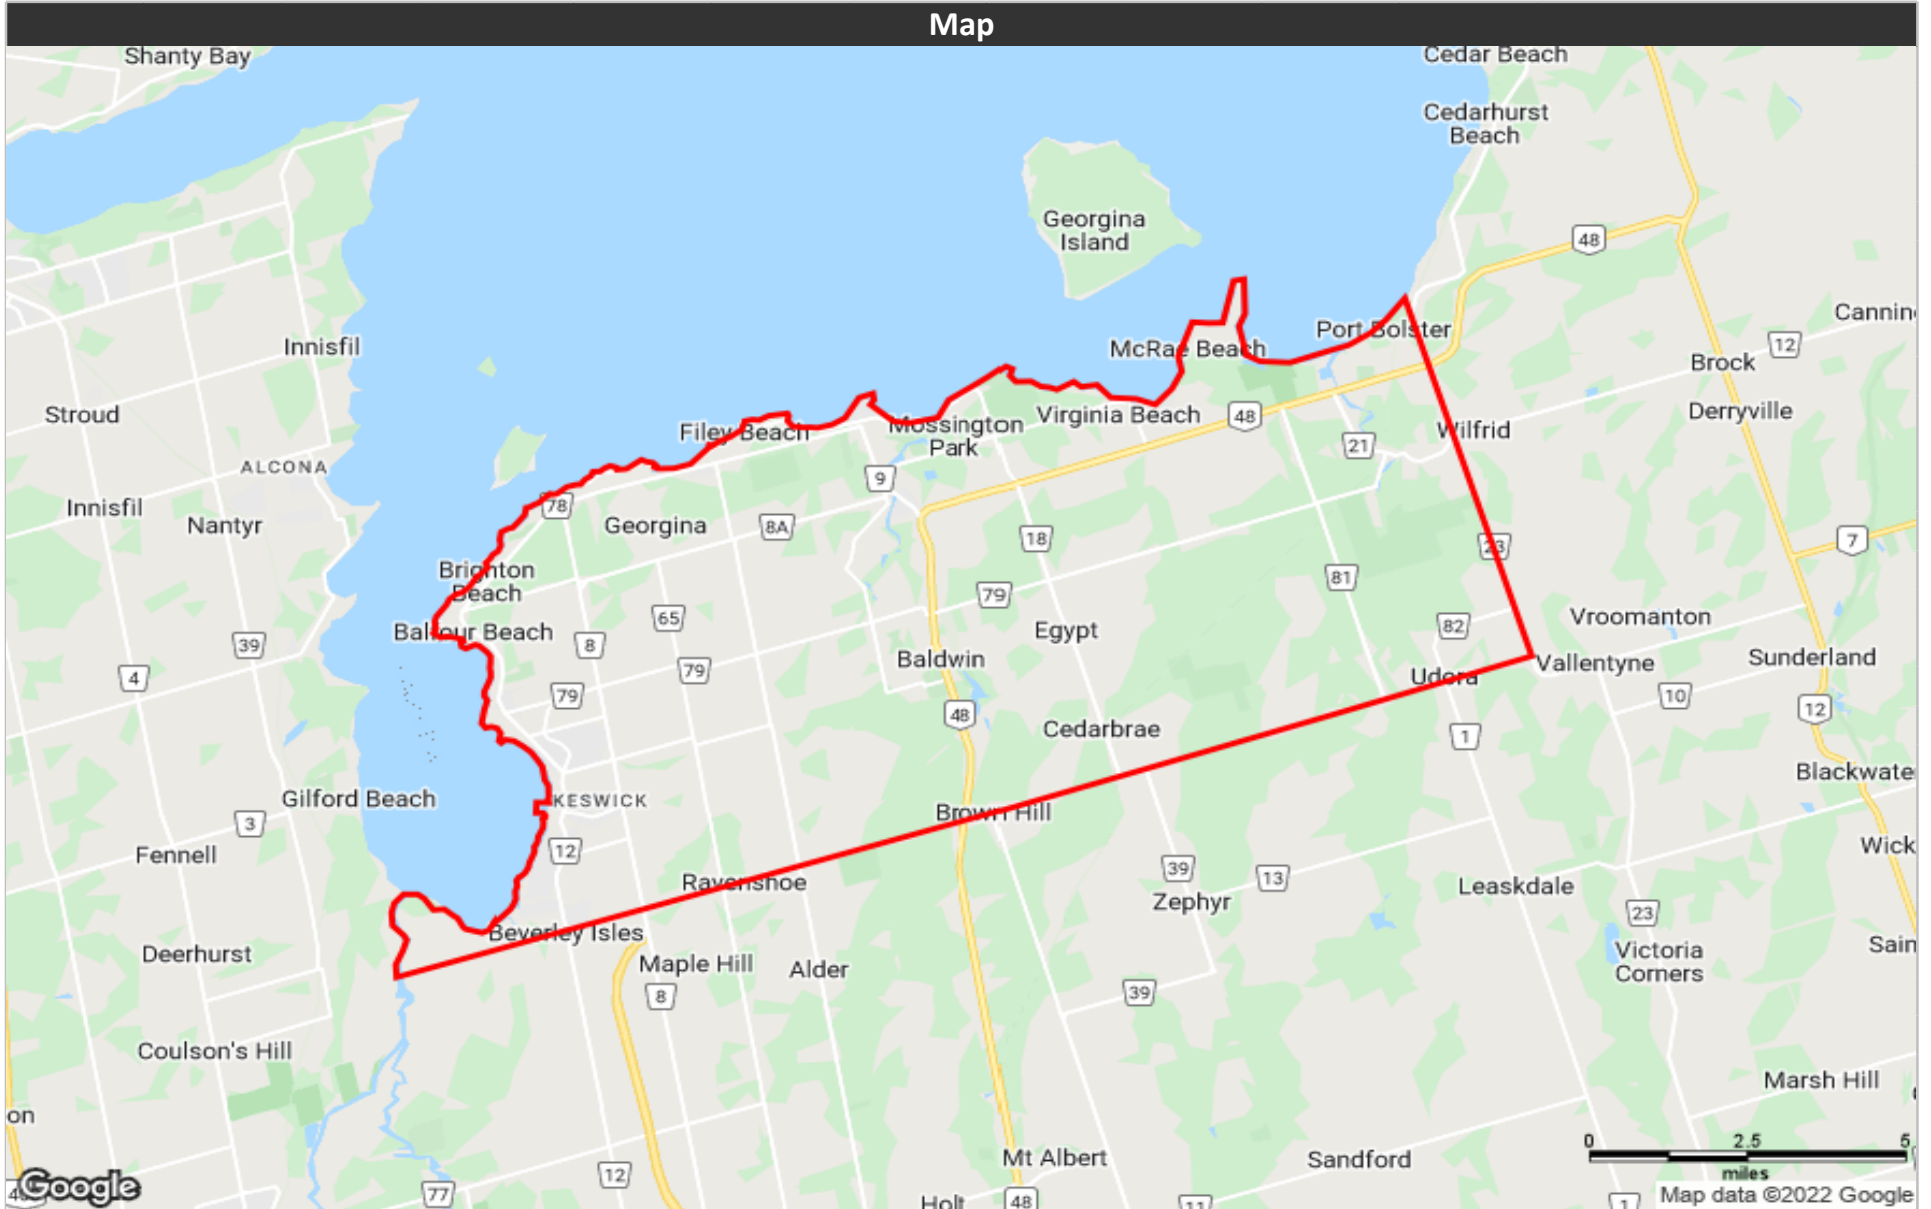 Map
Shanty Bay
Cedar Beach
Cedarhurst
Beach
Georgina
Island
48
Cannin
Port Bolster
12
Innisfil
McRae Beach
Brock
Stroud
Derryville
Virginia Beach
48
Mossington
Park
Filey Beach
Wilfrid
21
ALCONA
9
Innisfil
78
Nantyr
Georgina
8A
18
7
23
Brighton
Beach
81
79
65
Vroomanton
Balfour Beach
Egypt
82
39
8
Baldwin
Sunderland
Vallentyne
4
79
Udora
79
10
48
12
Cedarbrae
1
Blackwate
Gilford Beach
KESWICK
Brown Hill
3
Wick
Fennell
12
39
13
Ravenshoe
Leaskdale
Zephyr
23
Beverley Isles
Sain
Deerhurst
Victoria
Corners
Maple Hill
Alder
8
39
Coulson's Hill
Marsh Hill
on
0 2.5 5
miles
Mt Albert
Sandford
12
Google
77
48
Holt
11
1
Map data ©2022 Google